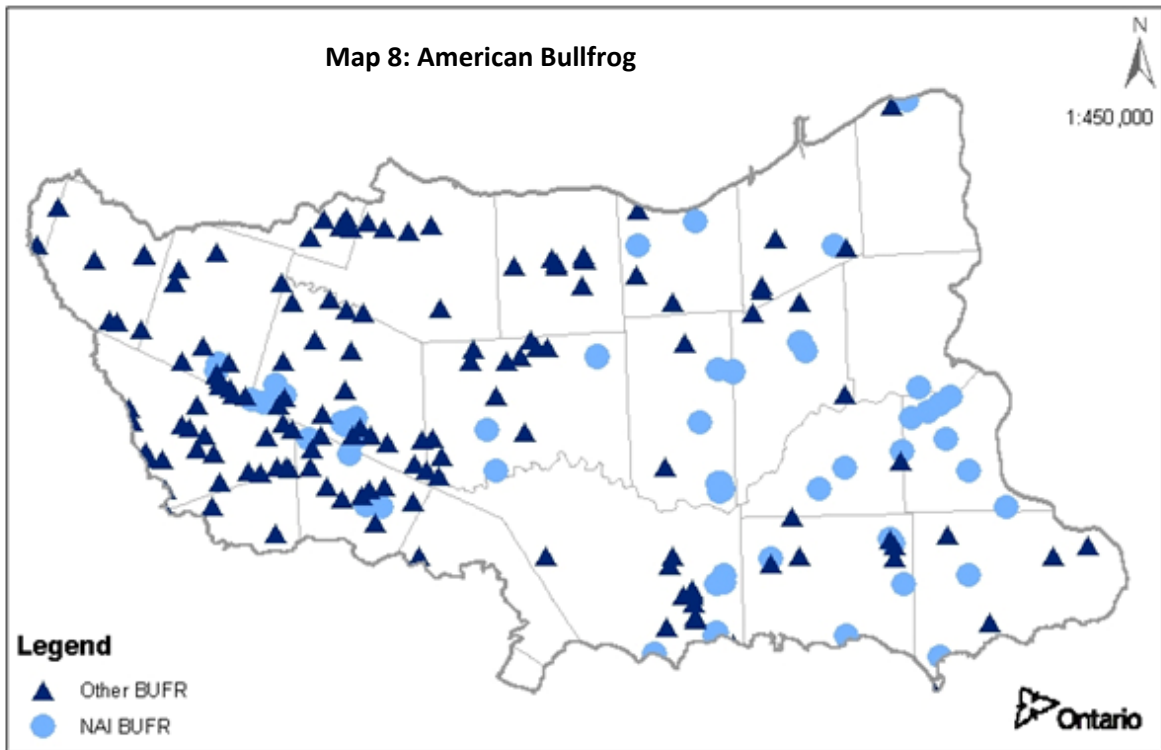 Map 8: American Bullfrog
N
1:450,000
Legend
Other BUFR
NAI BUFR
Ontario